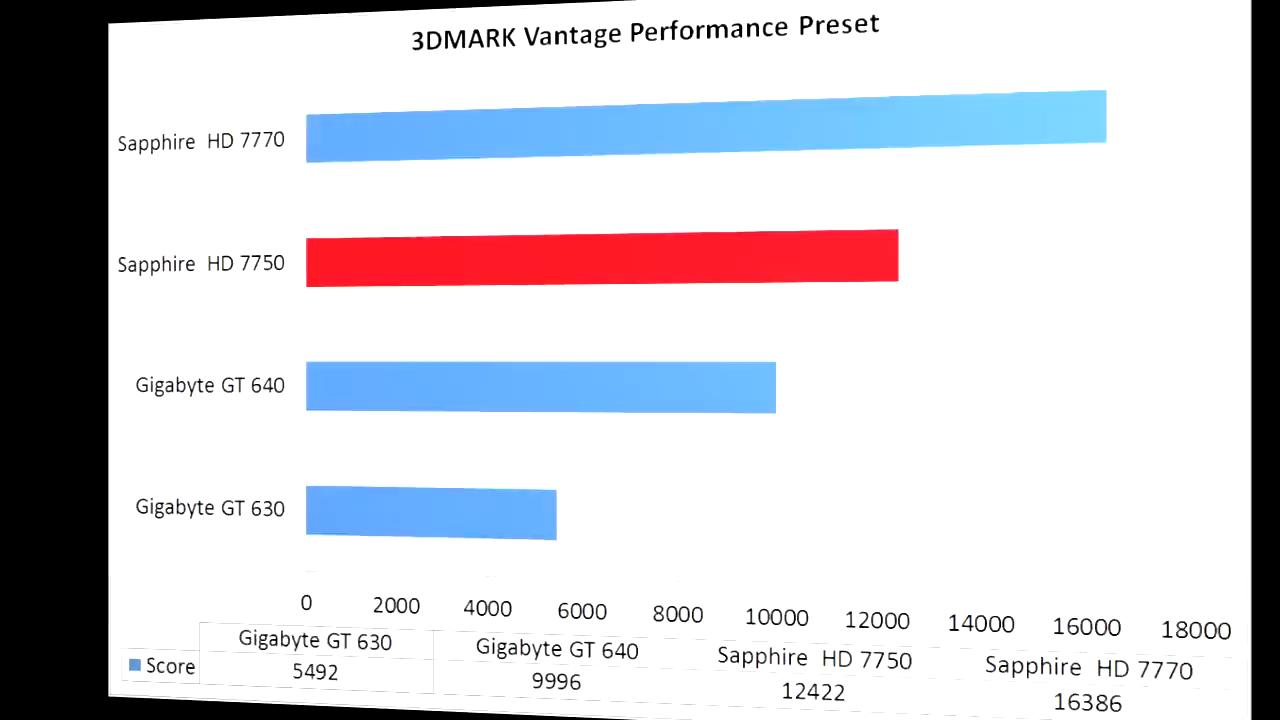 3DMARK Vantage Performance Preset
Sapphire HD 7770
Sapphire HD 7750
Gigabyte GT 640
Gigabyte GT 630
0 2000 4000 6000 8000 10000 12000 14000 16000 18000
Gigabyte GT 630 Gigabyte GT 640 Sapphire HD 7750 Sapphire HD 7770
Score 5492 9996 12422 16386